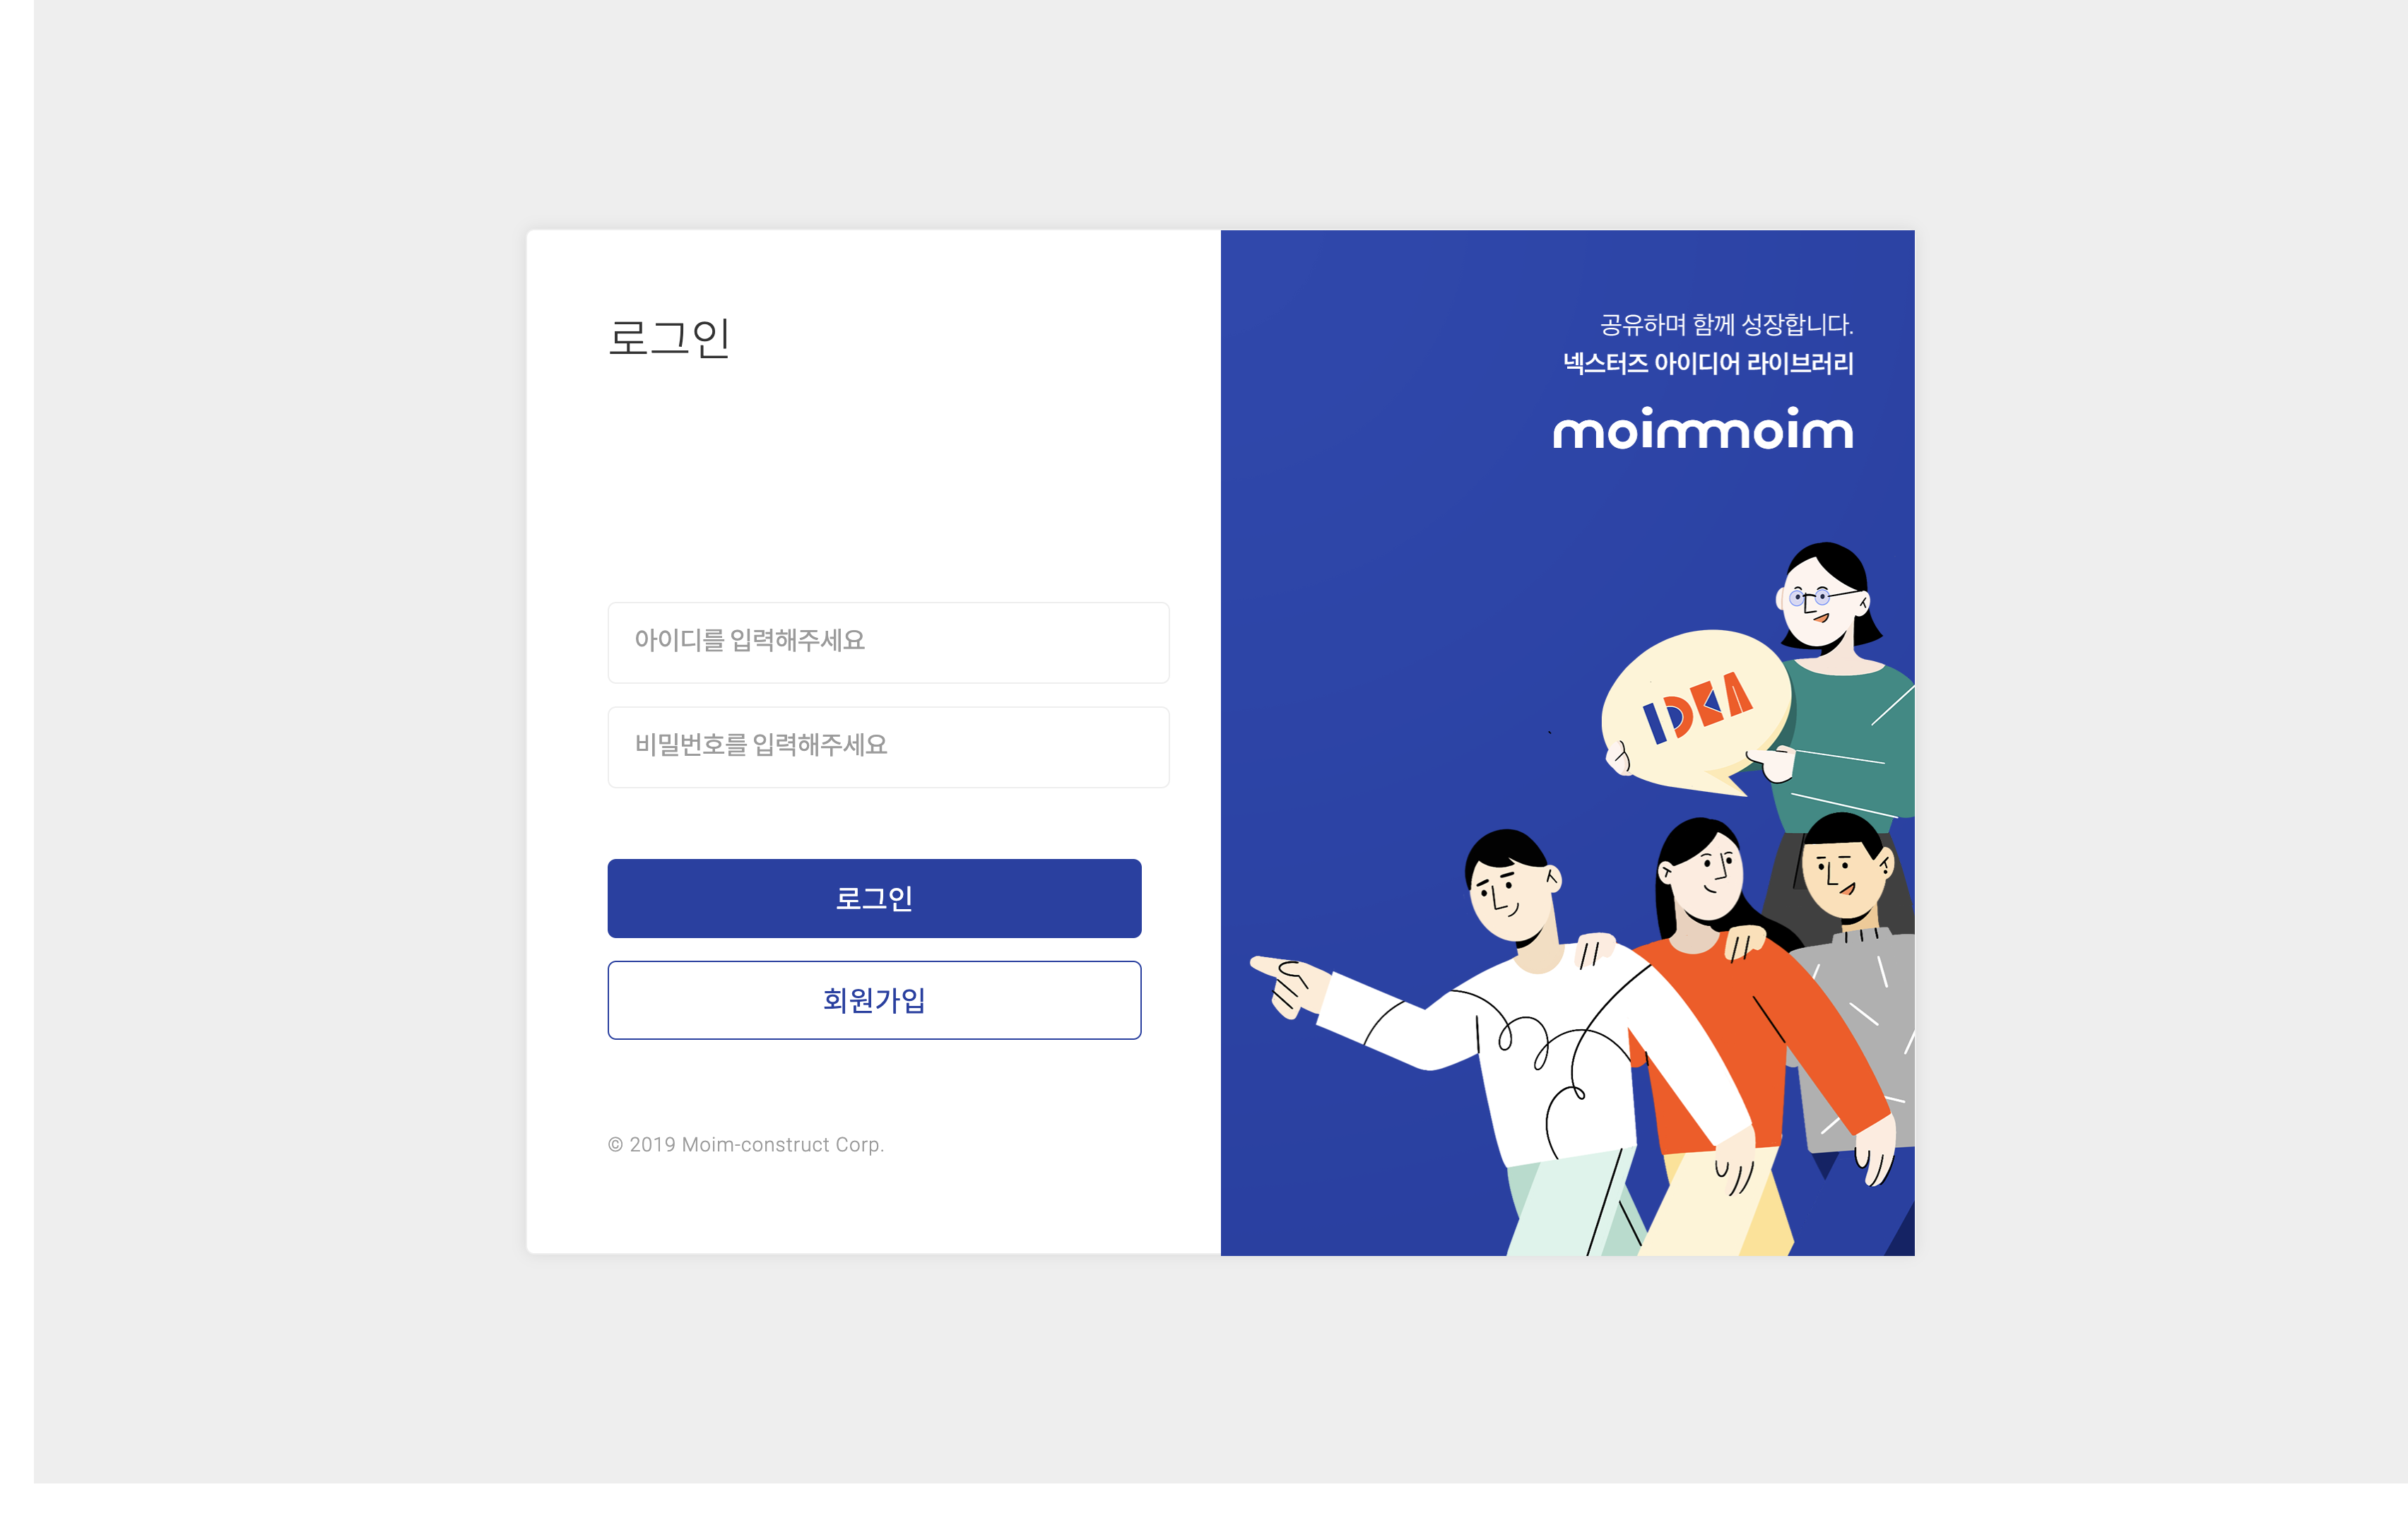 로그인
아이디를 입력해주세요
비밀번호를 입력해주세요
로그인
회원가입
© 2019 Moim-construct Corp.
공유하며 함께 성장합니다.
넥스터즈 아이디어 라이브러리
moimmoim
IDEA